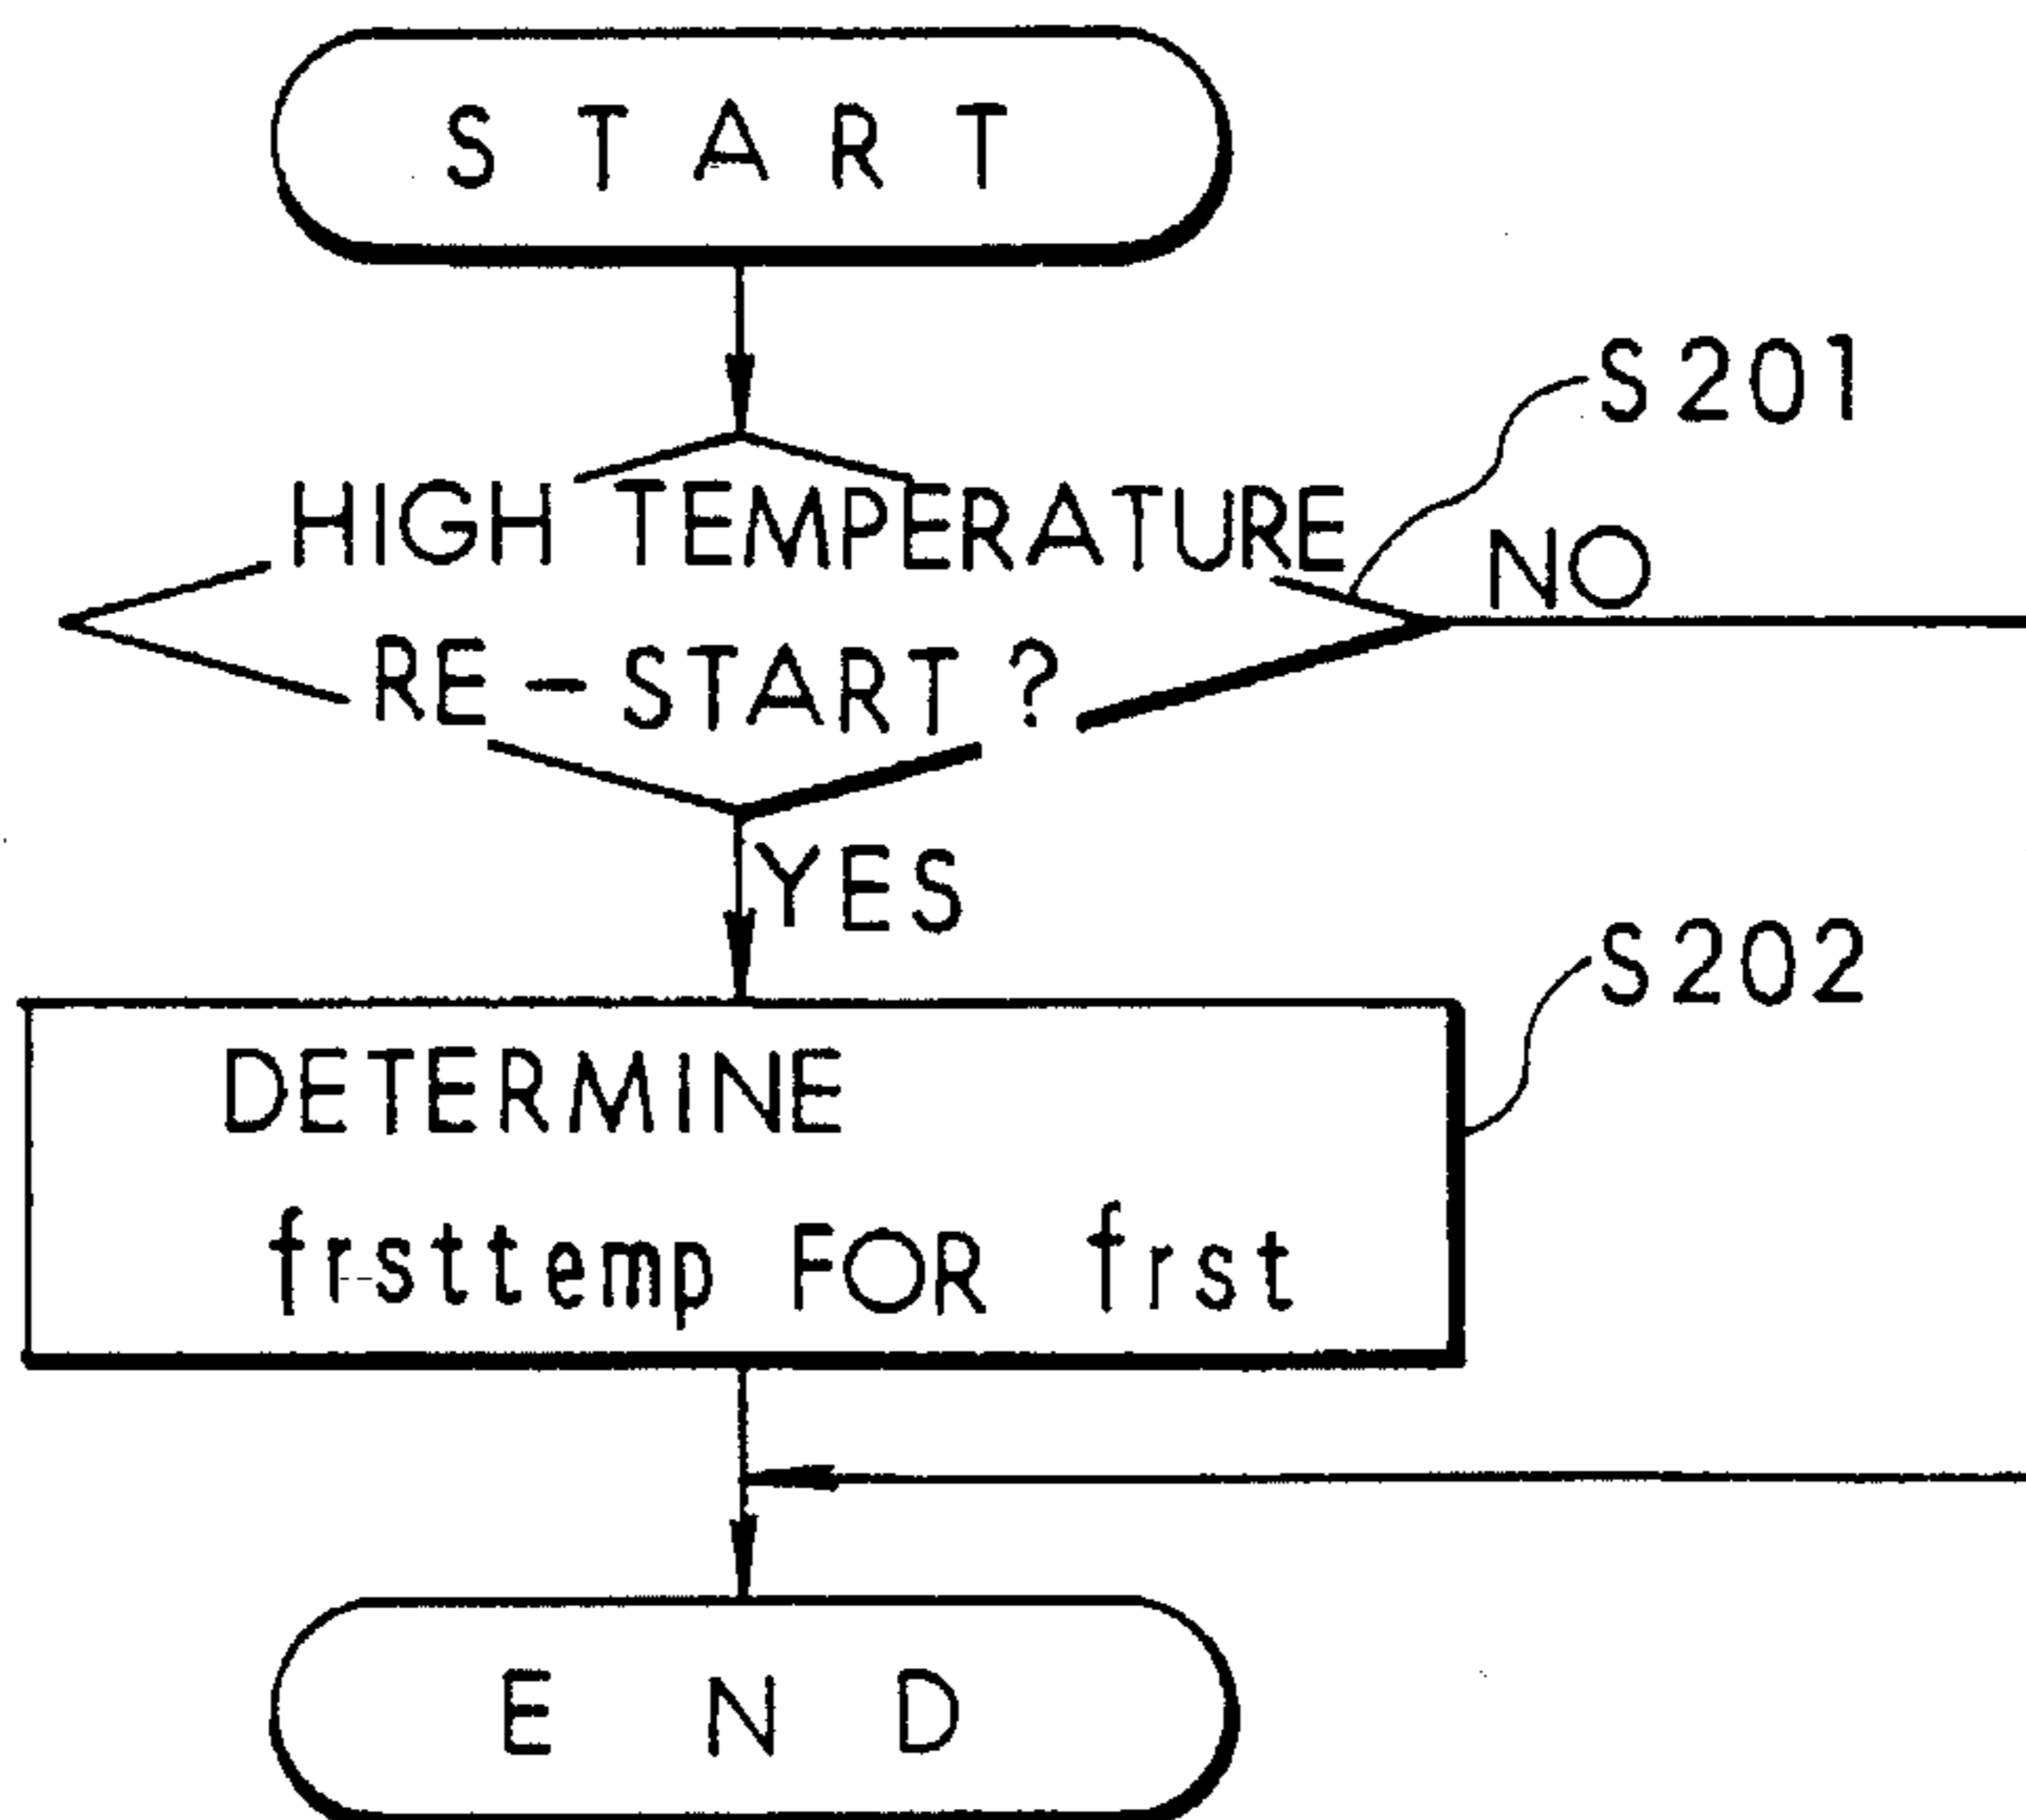 START
S201
HIGH TEMPERATURE
NO
RE-START?
YES
S202
DETERMINE
frsttemp FOR frst
END